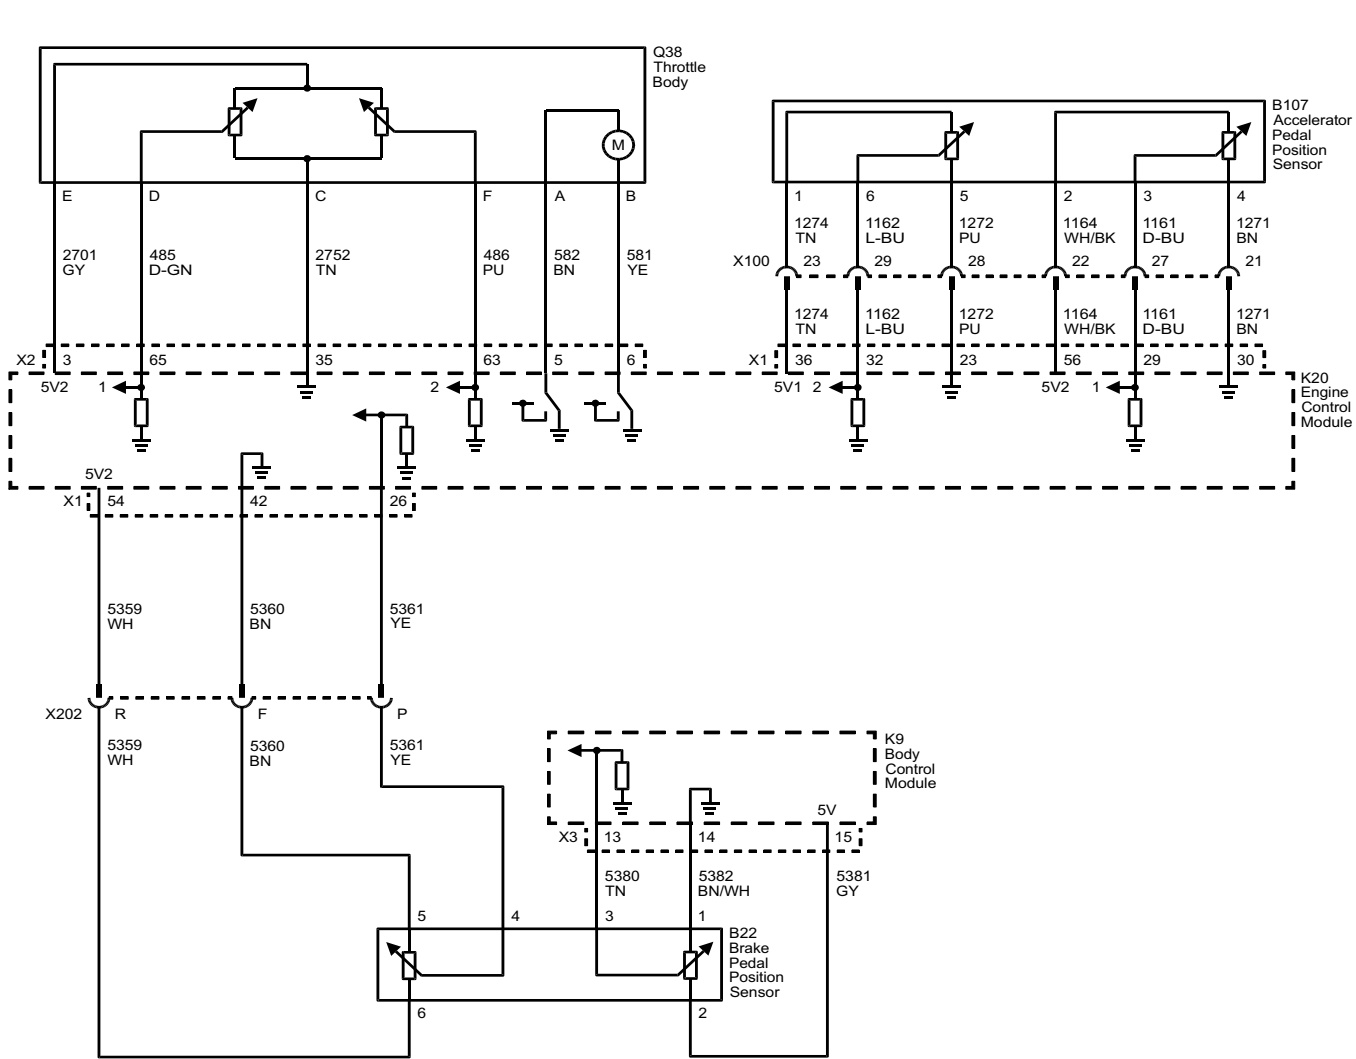 Q38
Throttle
Body
B107
Accelerator
Pedal
Position
Sensor
M
E D C F A B
1 6 5 2 3 4
2701
GY
485
D-GN
2752
TN
486
PU
582
BN
581
YE
1274
TN
1162
L-BU
1272
PU
1164
WH/BK
1161
D-BU
1271
BN
X100 23 29 28 22 27 21
1274
TN
1162
L-BU
1272
PU
1164
WH/BK
1161
D-BU
1271
BN
X2 3 65 35 63 5 6
X1 36 32 23 56 29 30
5V2 1 2
5V1 2 5V2 1
K20
Engine
Control
Module
5V2
X1 54 42 26
5359
WH
5360
BN
5361
YE
X202 R F P
5359
WH
5360
BN
5361
YE
K9
Body
Control
Module
5V
X3 13 14 15
5380
TN
5382
BN/WH
5381
GY
5 4 3 1
B22
Brake
Pedal
Position
Sensor
6 2